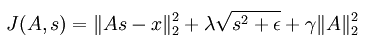 J(A, s) = ‖As − x‖₂² + λ√(s² + ϵ) + γ‖A‖₂²